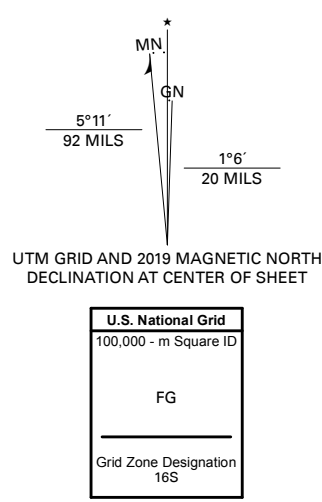 ★
MN
GN
5°11´
92 MILS
1°6´
20 MILS
UTM GRID AND 2019 MAGNETIC NORTH
DECLINATION AT CENTER OF SHEET
U.S. National Grid
100,000 - m Square ID
FG
Grid Zone Designation
16S